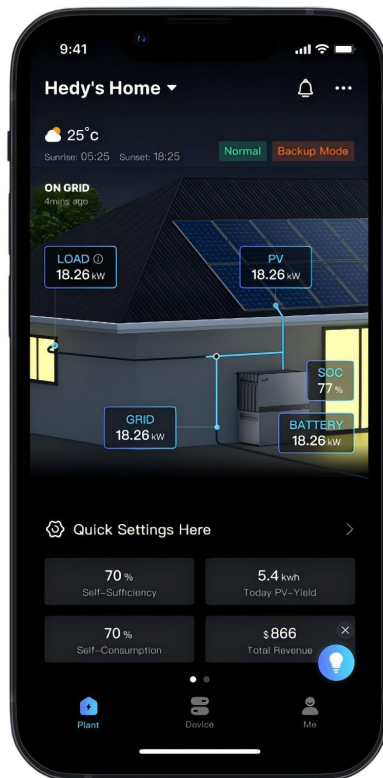 9:41
Hedy's Home
25°c
Sunrise: 05:25 Sunset: 18:25
Normal
Backup Mode
ON GRID
4mins ago
LOAD
18.26 kW
PV
18.26 kW
SOC
77 %
GRID
18.26 kW
BATTERY
18.26 kW
Quick Settings Here
70 %
Self-Sufficiency
5.4 kwh
Today PV-Yield
70 %
Self-Consumption
$ 866
Total Revenue
Plant
Device
Me